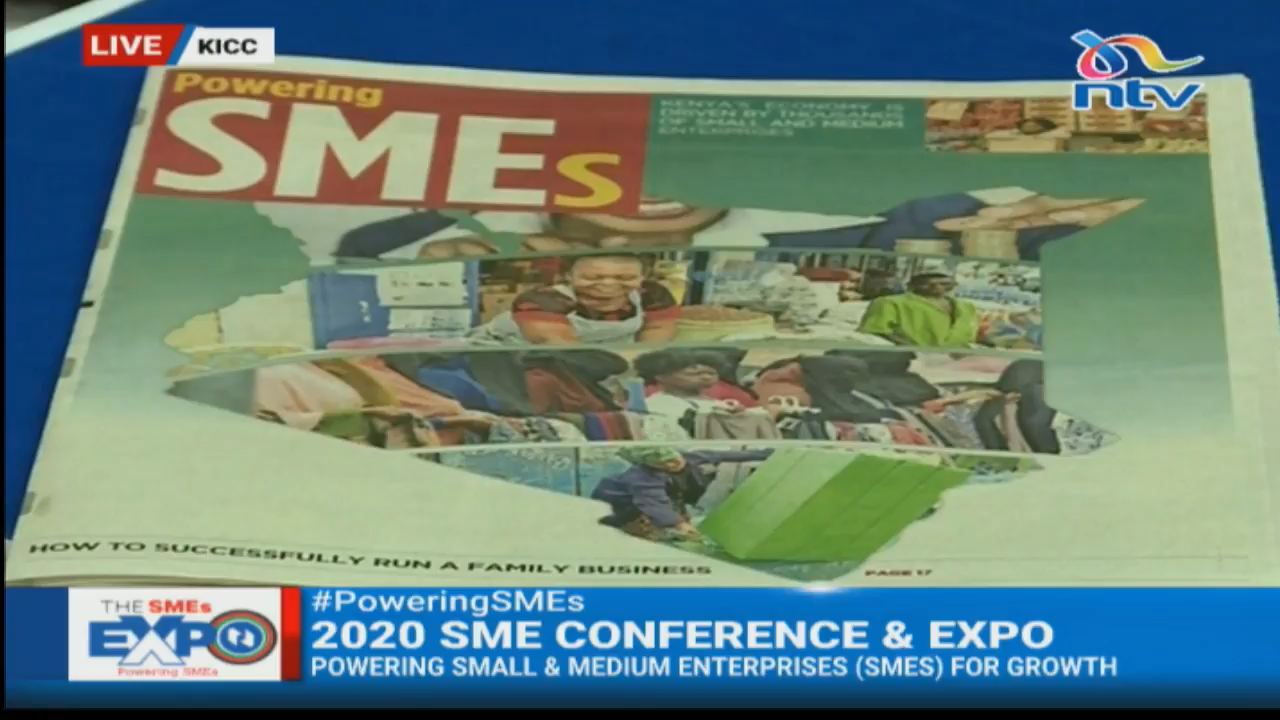 LIVE
KICC
ntv
Powering
SMEs
KENYA'S ECONOMY IS
DRIVEN BY THOUSANDS
OF SMALL AND MEDIUM
ENTERPRISES
HOW TO SUCCESSFULLY RUN A FAMILY BUSINESS
PAGE 17
THE SMEs
EXPO
Powering SMEs
#PoweringSMEs
2020 SME CONFERENCE & EXPO
POWERING SMALL & MEDIUM ENTERPRISES (SMES) FOR GROWTH